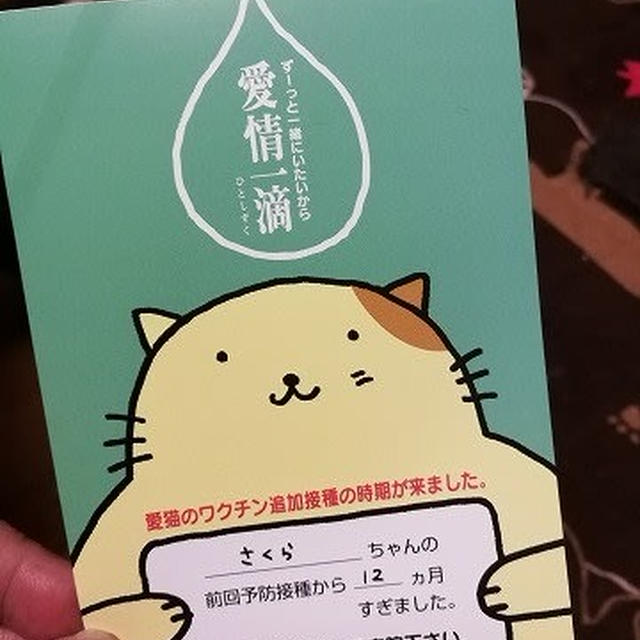 ずーっと一緒にいたいから
愛情一滴
ひとしずく
愛猫のワクチン追加接種の時期が来ました。
さくら ちゃんの
前回予防接種から 12 ヵ月
すぎました。
下さい